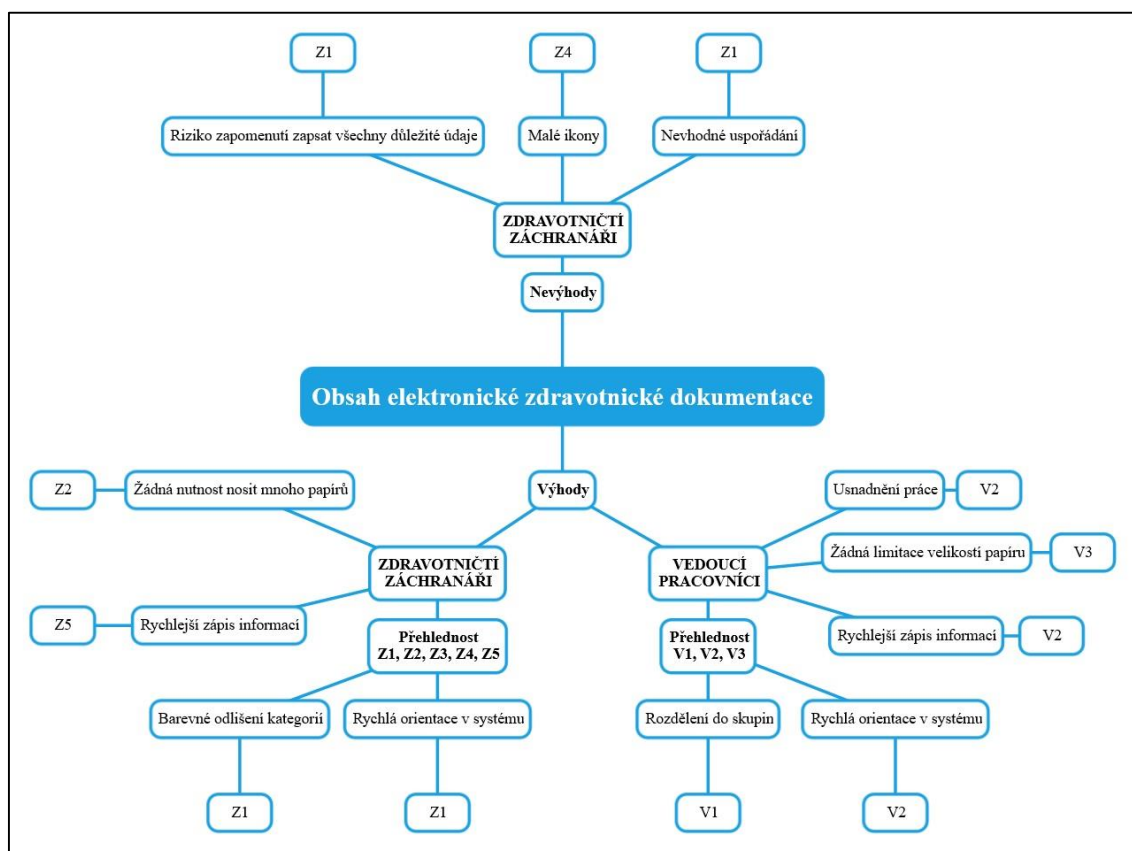 Z1
Z4
Z1
Riziko zapomenutí zapsat všechny důležité údaje
Malé ikony
Nevhodné uspořádání
ZDRAVOTNIČTÍ
ZÁCHRANÁŘI
Nevýhody
Obsah elektronické zdravotnické dokumentace
Výhody
Z2
Žádná nutnost nosit mnoho papírů
Usnadnění práce
V2
ZDRAVOTNIČTÍ
ZÁCHRANÁŘI
VEDOUCÍ
PRACOVNÍCI
Žádná limitace velikostí papíru
V3
Z5
Rychlejší zápis informací
Přehlednost
Z1, Z2, Z3, Z4, Z5
Přehlednost
V1, V2, V3
Rychlejší zápis informací
V2
Barevné odlišení kategorií
Rychlá orientace v systému
Rozdělení do skupin
Rychlá orientace v systému
Z1
Z1
V1
V2